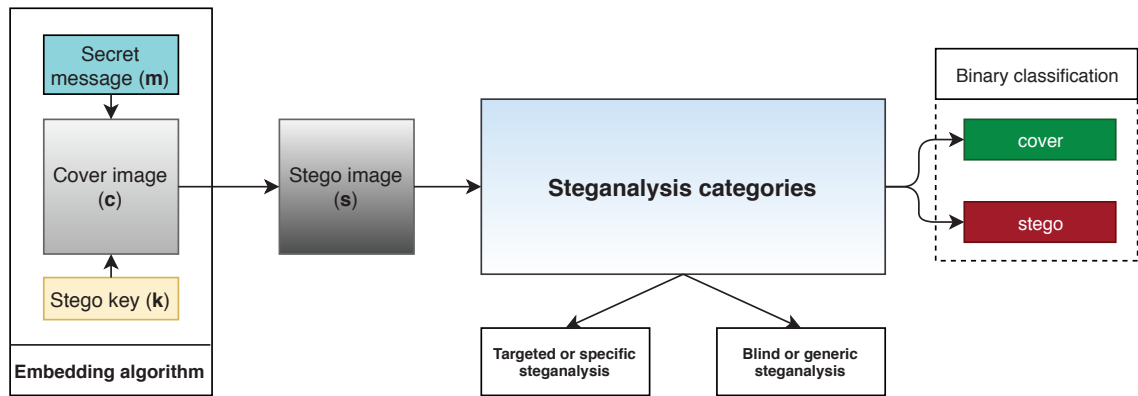 Secret
message (m)
Cover image
(c)
Stego key (k)
Embedding algorithm
Stego image
(s)
Steganalysis categories
Targeted or specific
steganalysis
Blind or generic
steganalysis
Binary classification
cover
stego